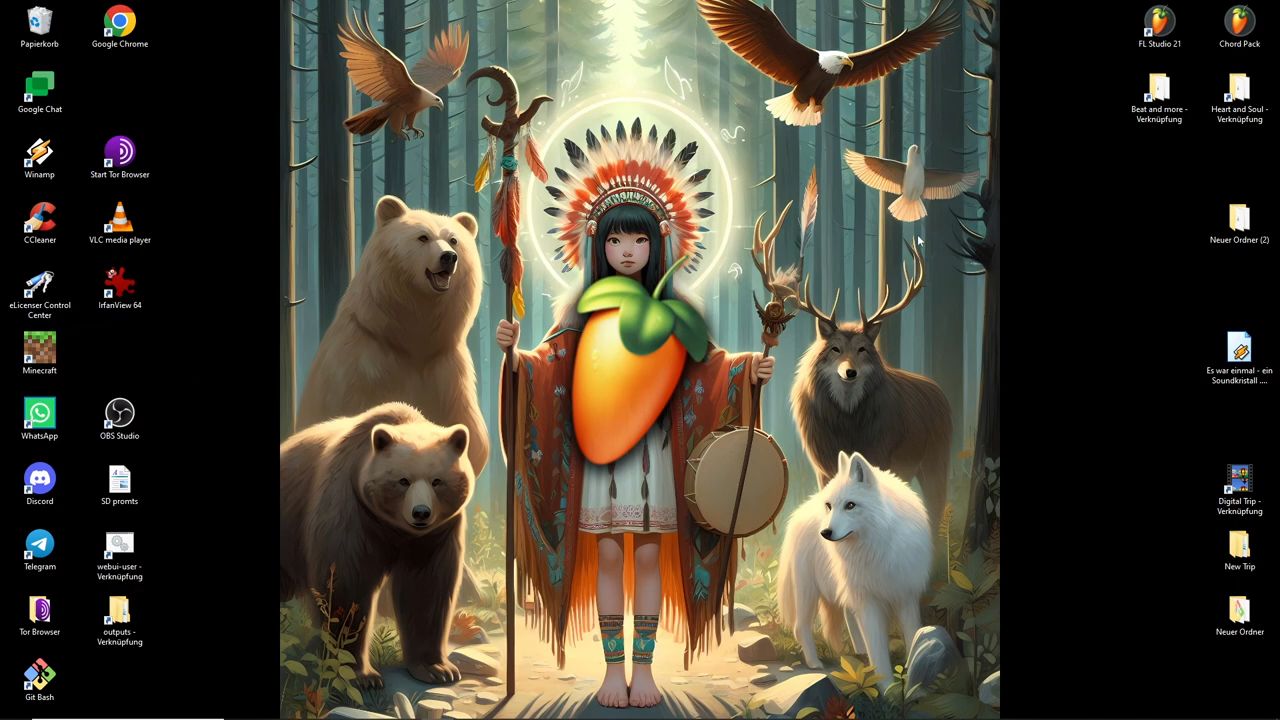 Papierkorb
Google Chrome
Google Chat
Winamp
Start Tor Browser
CCleaner
VLC media player
eLicenser Control
Center
IrfanView 64
Minecraft
WhatsApp
OBS Studio
Discord
SD promts
Telegram
webui-user -
Verknüpfung
Tor Browser
outputs -
Verknüpfung
Git Bash
FL Studio 21
Chord Pack
Beat and more -
Verknüpfung
Heart and Soul -
Verknüpfung
Neuer Ordner (2)
Es war einmal - ein
Soundkristall ....
Digital Trip -
Verknüpfung
New Trip
Neuer Ordner